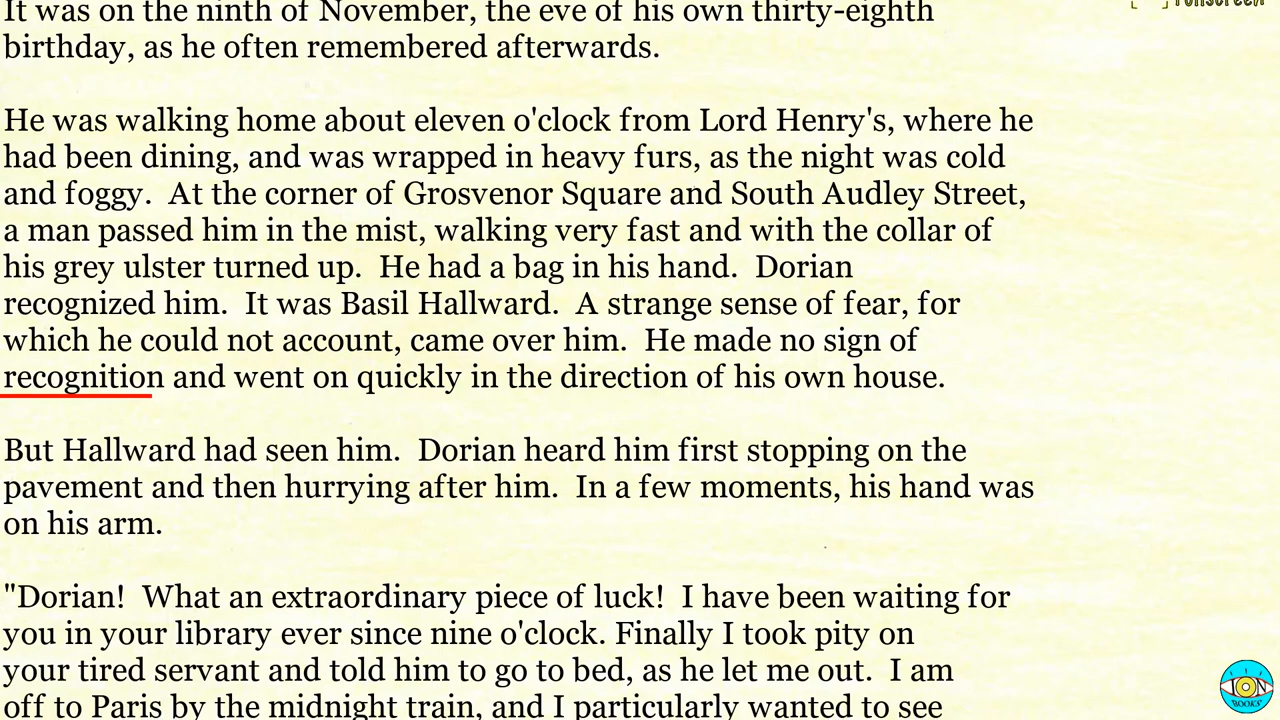 It was on the ninth of November, the eve of his own thirty-eighth
birthday, as he often remembered afterwards.
He was walking home about eleven o'clock from Lord Henry's, where he
had been dining, and was wrapped in heavy furs, as the night was cold
and foggy.  At the corner of Grosvenor Square and South Audley Street,
a man passed him in the mist, walking very fast and with the collar of
his grey ulster turned up.  He had a bag in his hand.  Dorian
recognized him.  It was Basil Hallward.  A strange sense of fear, for
which he could not account, came over him.  He made no sign of
recognition and went on quickly in the direction of his own house.
But Hallward had seen him.  Dorian heard him first stopping on the
pavement and then hurrying after him.  In a few moments, his hand was
on his arm.
"Dorian!  What an extraordinary piece of luck!  I have been waiting for
you in your library ever since nine o'clock. Finally I took pity on
your tired servant and told him to go to bed, as he let me out.  I am
off to Paris by the midnight train, and I particularly wanted to see
ION
BOOKS